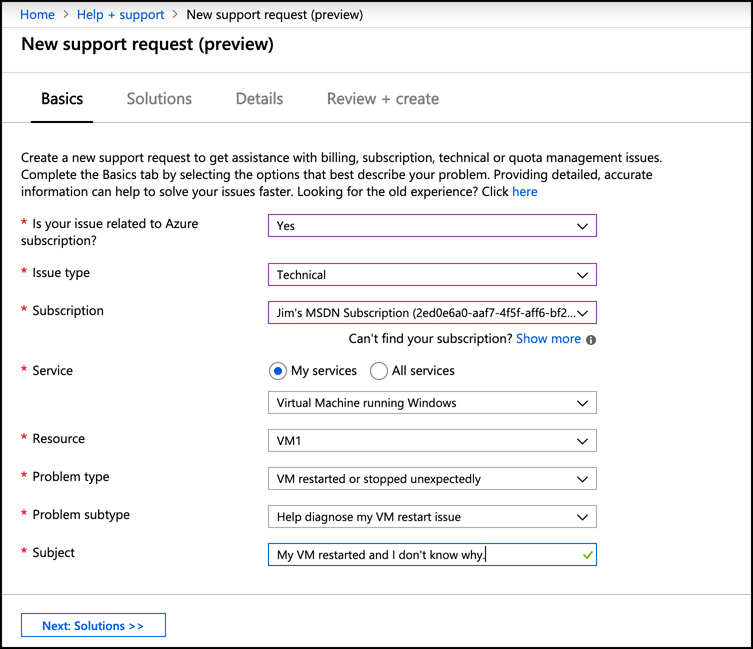 Home > Help + support > New support request (preview)
New support request (preview)
Basics Solutions Details Review + create
Create a new support request to get assistance with billing, subscription, technical or quota management issues.
Complete the Basics tab by selecting the options that best describe your problem. Providing detailed, accurate
information can help to solve your issues faster. Looking for the old experience? Click here
* Is your issue related to Azure
subscription?
Yes
* Issue type
Technical
* Subscription
Jim's MSDN Subscription (2ed0e6a0-aaf7-4f5f-aff6-bf2...
Can't find your subscription? Show more
* Service
My services All services
Virtual Machine running Windows
* Resource
VM1
* Problem type
VM restarted or stopped unexpectedly
* Problem subtype
Help diagnose my VM restart issue
* Subject
My VM restarted and I don't know why.
Next: Solutions >>